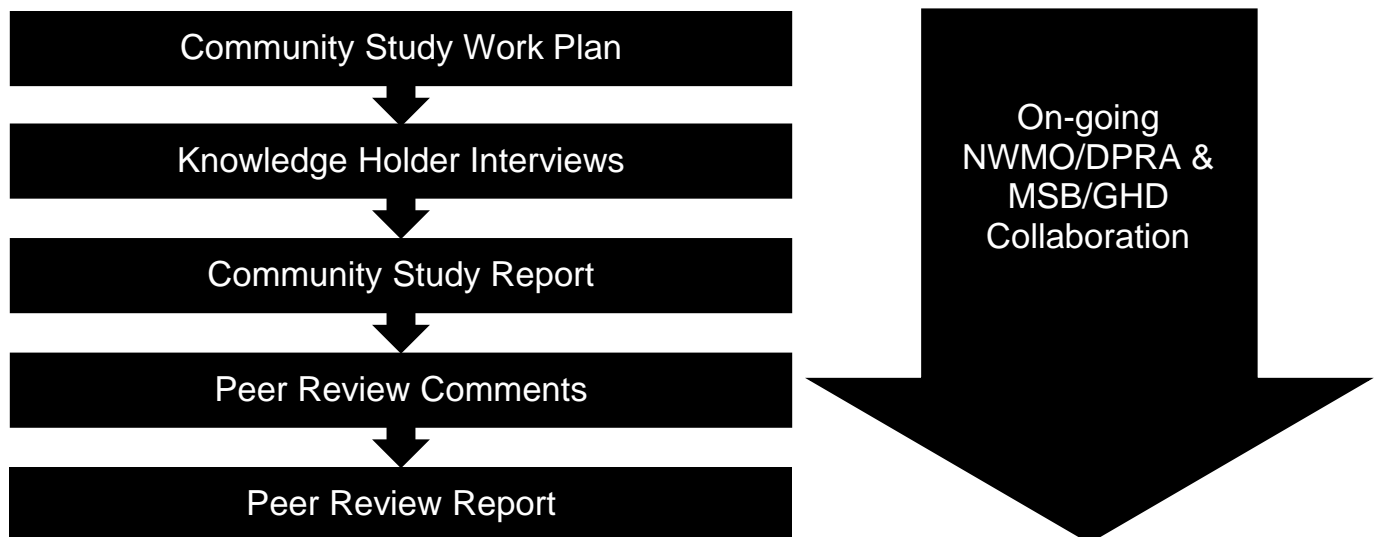 Community Study Work Plan
Knowledge Holder Interviews
Community Study Report
Peer Review Comments
Peer Review Report
On-going
NWMO/DPRA &
MSB/GHD
Collaboration